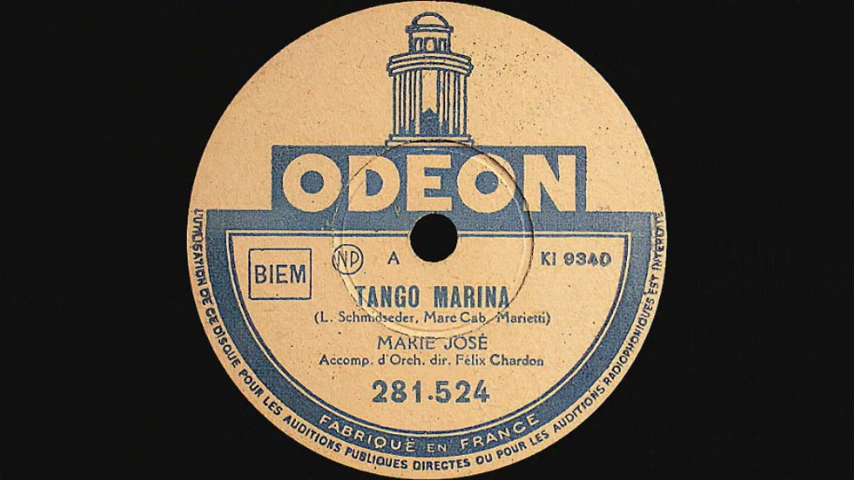 ODEON
BIEM
NP
A
KI 9340
TANGO MARINA
(L. Schmidseder, Marc Cab, Marietti)
MARIE JOSÉ
Accomp. d'Orch. dir. Félix Chardon
281.524
FABRIQUÉ EN FRANCE
L'UTILISATION DE CE DISQUE POUR LES AUDITIONS PUBLIQUES DIRECTES OU POUR LES AUDITIONS RADIOPHONIQUES EST INTERDITE